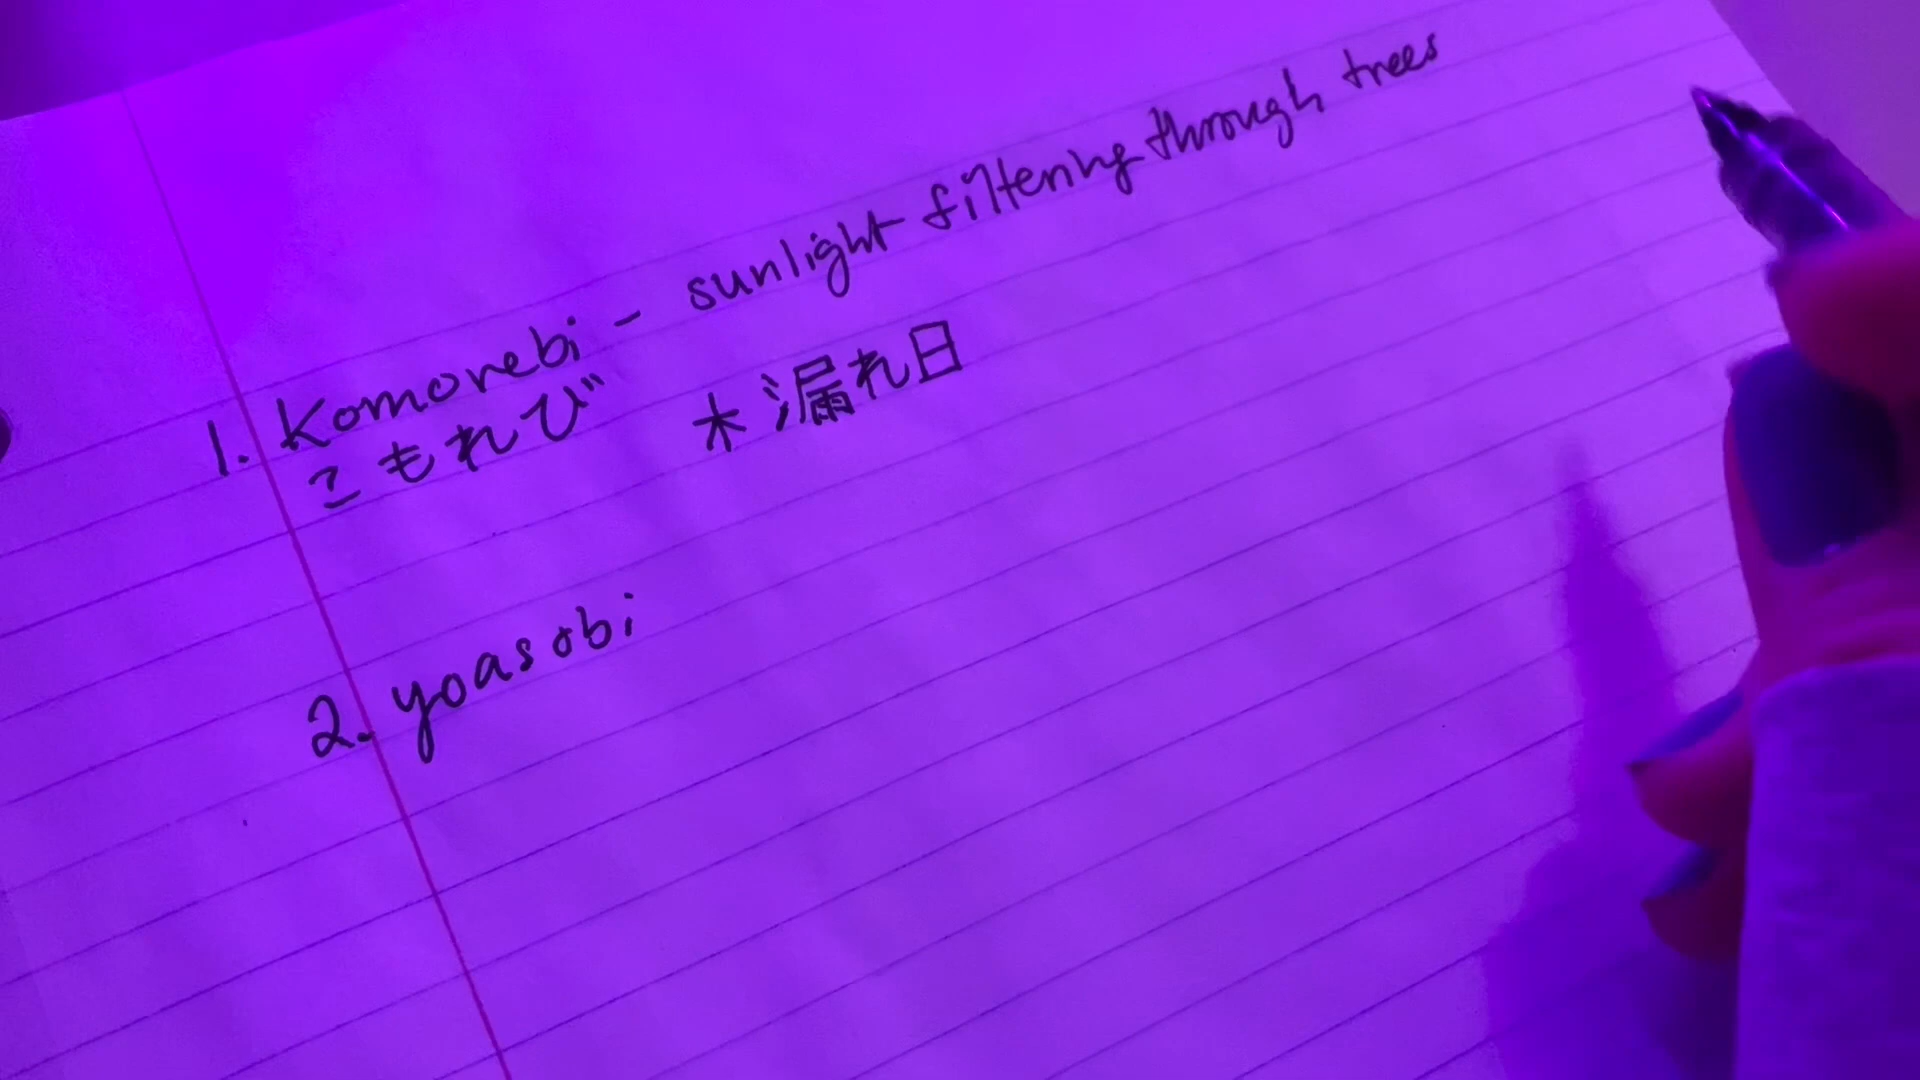 1. Komorebi - sunlight filtering through trees
こもれび 木漏れ日
2. yoasobi